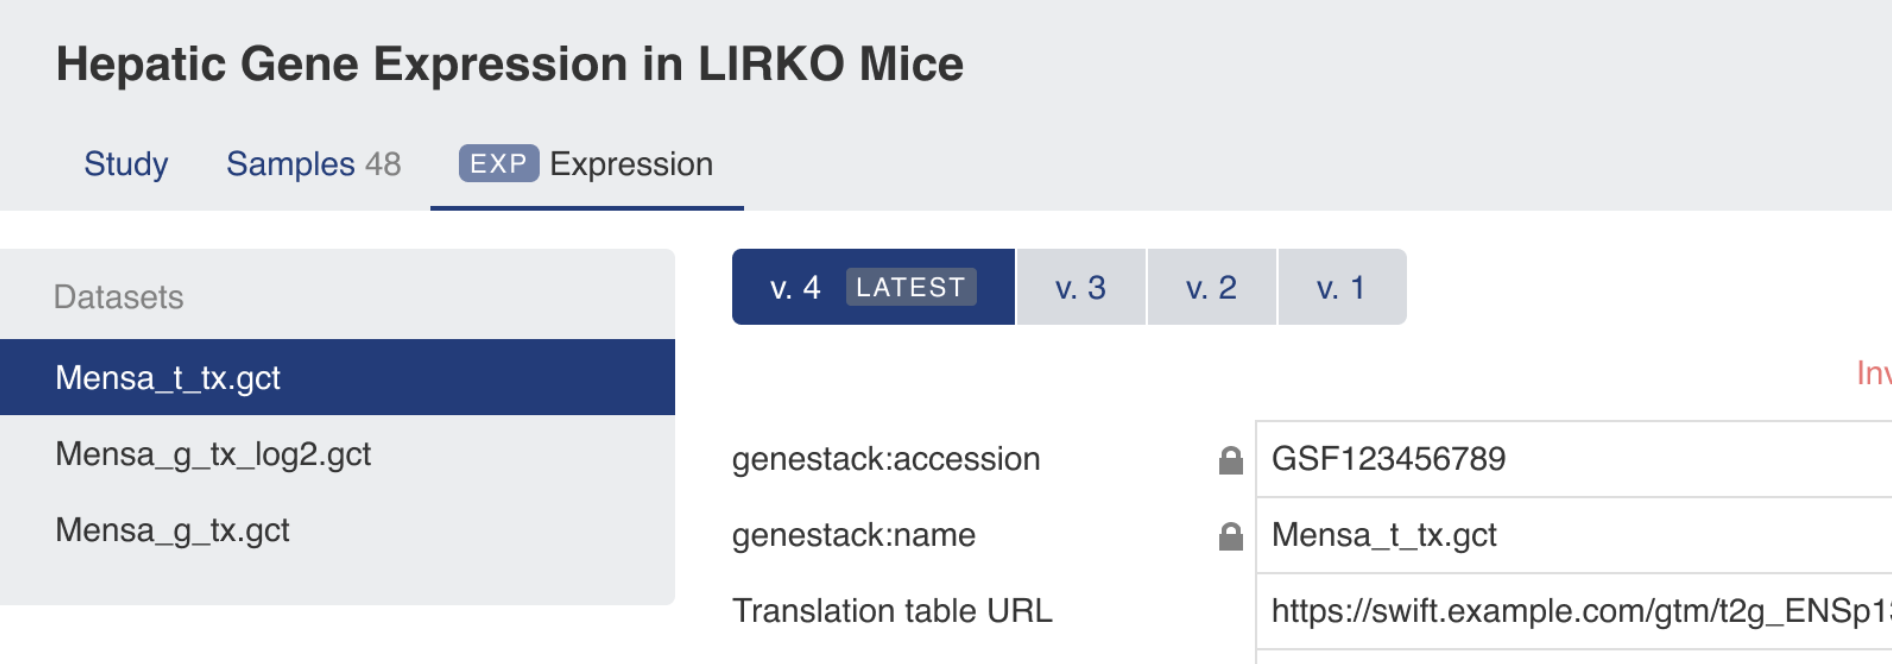 Hepatic Gene Expression in LIRKO Mice
Study Samples 48 EXP Expression
Datasets
Mensa_t_tx.gct
Mensa_g_tx_log2.gct
Mensa_g_tx.gct
v. 4 LATEST v. 3 v. 2 v. 1
genestack:accession GSF123456789
genestack:name Mensa_t_tx.gct
Translation table URL https://swift.example.com/gtm/t2g_ENSp1